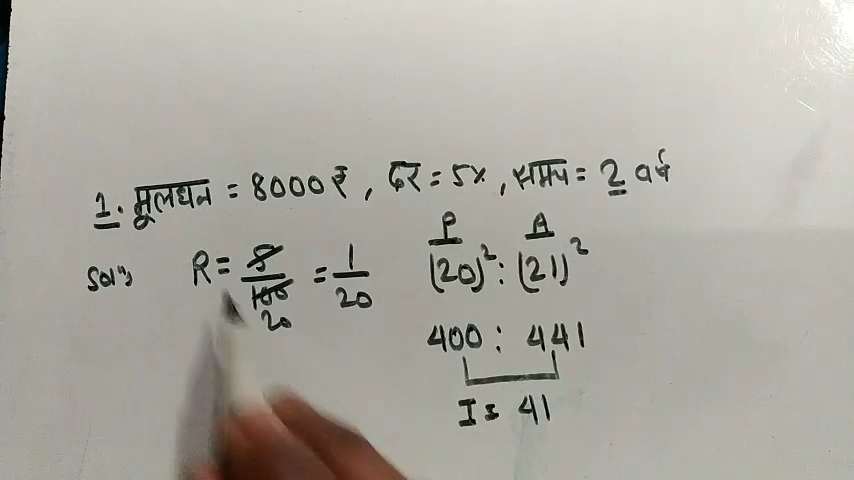 1. मूलधन = 8000₹, दर = 5%, समय = 2 वर्ष
Solⁿ, R = 5/100 = 1/20
20
P A
(20)² : (21)²
400 : 441
I = 41